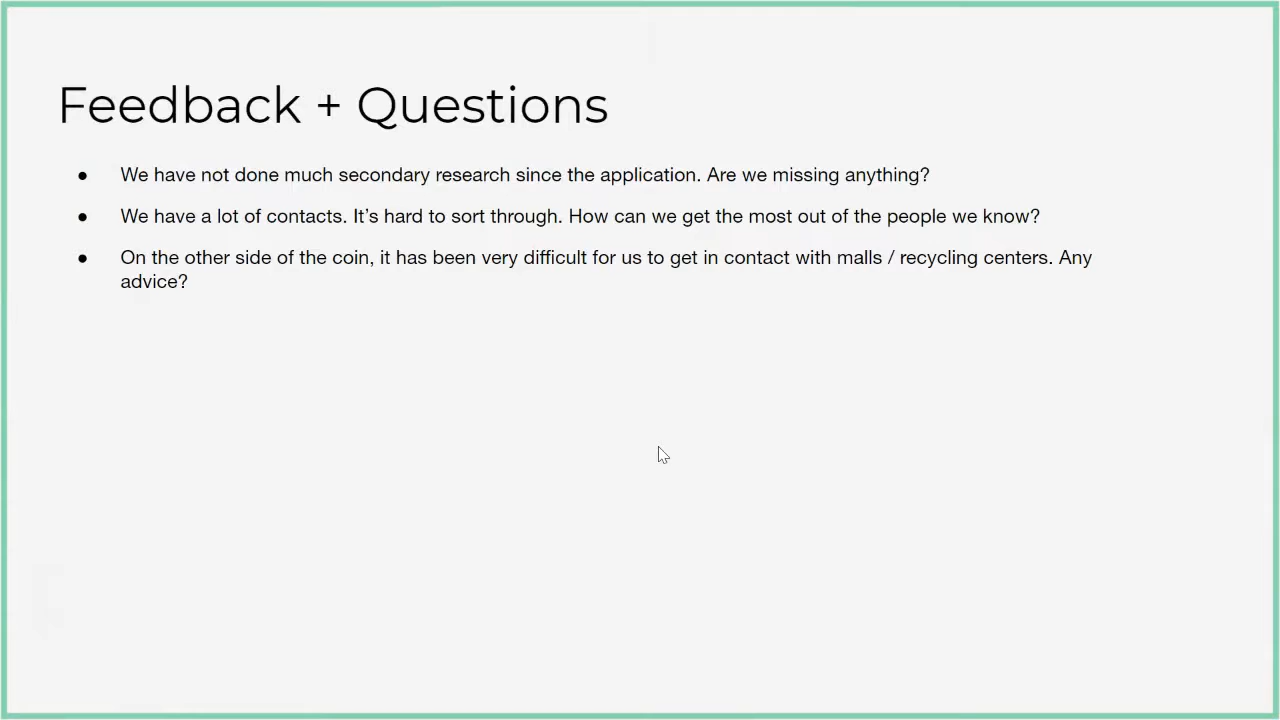 Feedback + Questions
● We have not done much secondary research since the application. Are we missing anything?
● We have a lot of contacts. It’s hard to sort through. How can we get the most out of the people we know?
● On the other side of the coin, it has been very difficult for us to get in contact with malls / recycling centers. Any
advice?